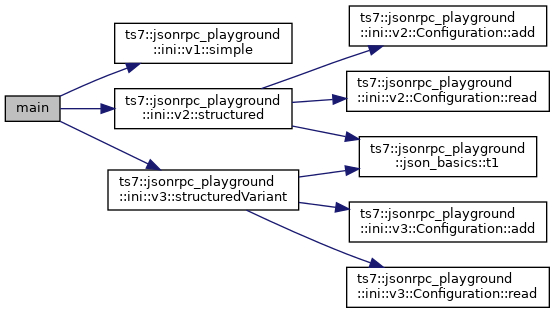 main
ts7::jsonrpc_playground
::ini::v1::simple
ts7::jsonrpc_playground
::ini::v2::structured
ts7::jsonrpc_playground
::ini::v3::structuredVariant
ts7::jsonrpc_playground
::ini::v2::Configuration::add
ts7::jsonrpc_playground
::ini::v2::Configuration::read
ts7::jsonrpc_playground
::json_basics::t1
ts7::jsonrpc_playground
::ini::v3::Configuration::add
ts7::jsonrpc_playground
::ini::v3::Configuration::read